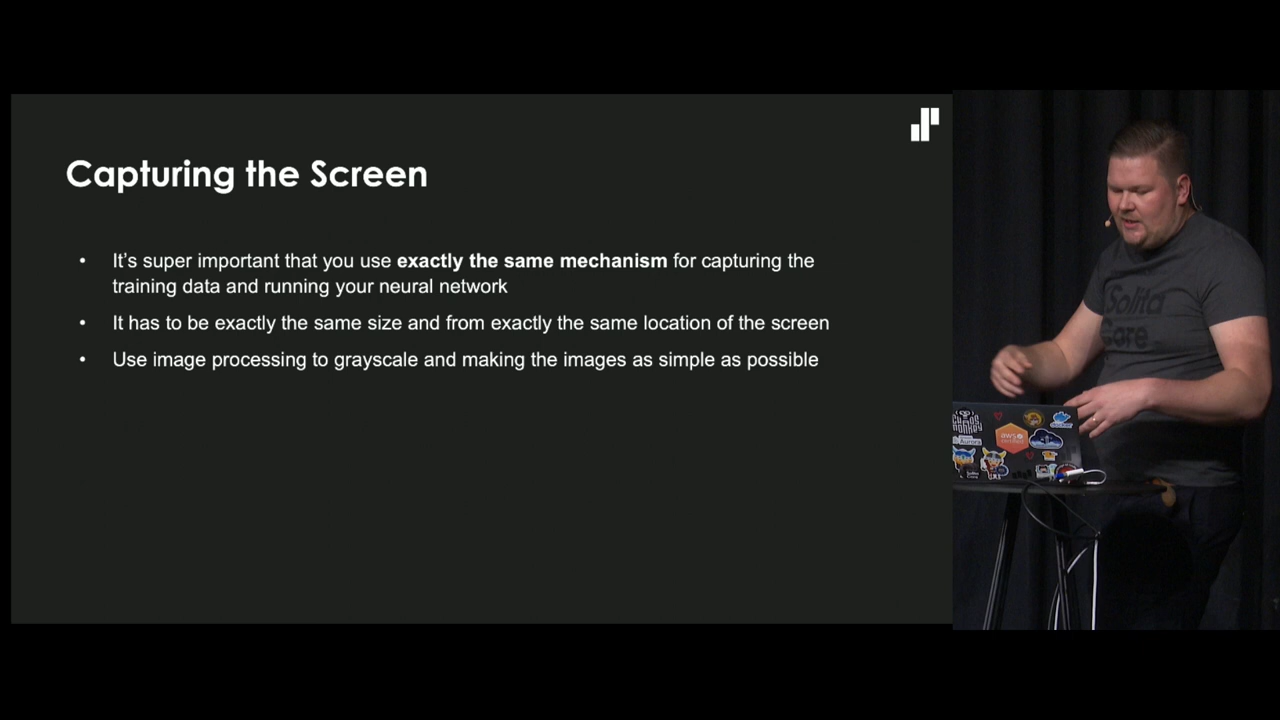 Capturing the Screen
• It's super important that you use exactly the same mechanism for capturing the
training data and running your neural network
• It has to be exactly the same size and from exactly the same location of the screen
• Use image processing to grayscale and making the images as simple as possible
Solita
Core
aws